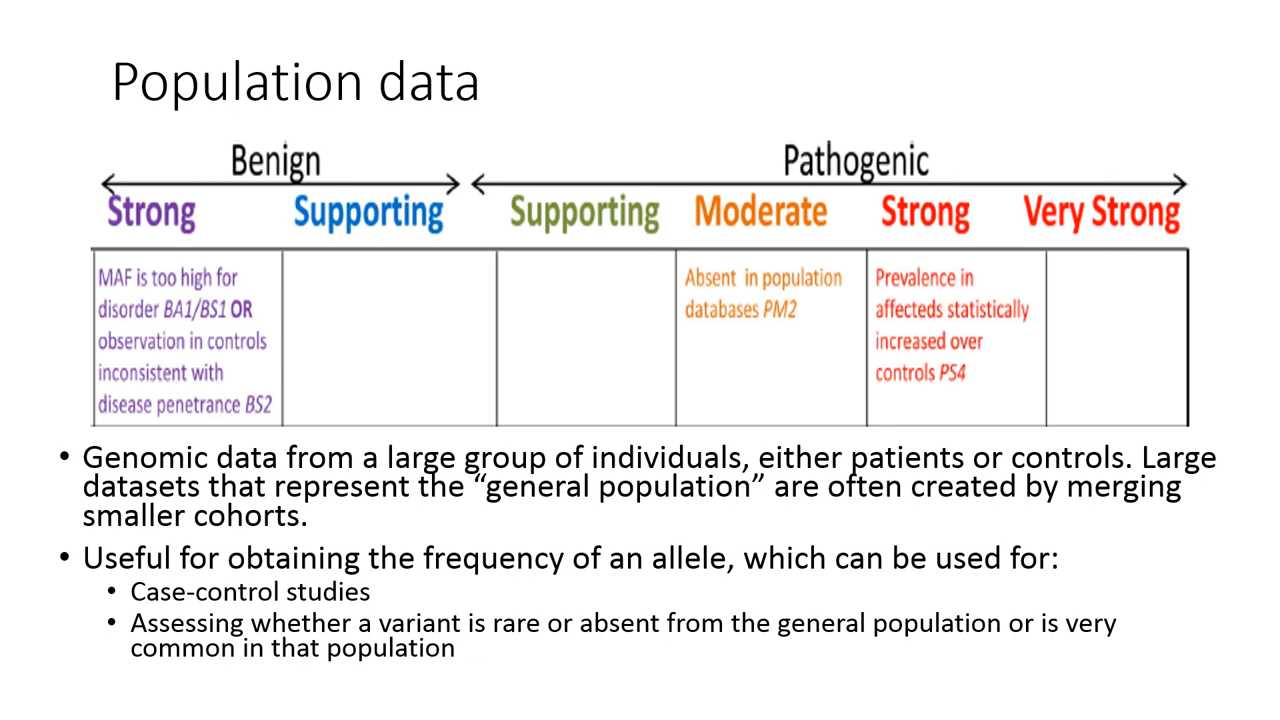 Population data
Benign
Pathogenic
Strong
Supporting
Supporting
Moderate
Strong
Very Strong
MAF is too high for
disorder BA1/BS1 OR
observation in controls
inconsistent with
disease penetrance BS2
Absent in population
databases PM2
Prevalence in
affecteds statistically
increased over
controls PS4
• Genomic data from a large group of individuals, either patients or controls. Large
datasets that represent the “general population” are often created by merging
smaller cohorts.
• Useful for obtaining the frequency of an allele, which can be used for:
• Case-control studies
• Assessing whether a variant is rare or absent from the general population or is very
common in that population